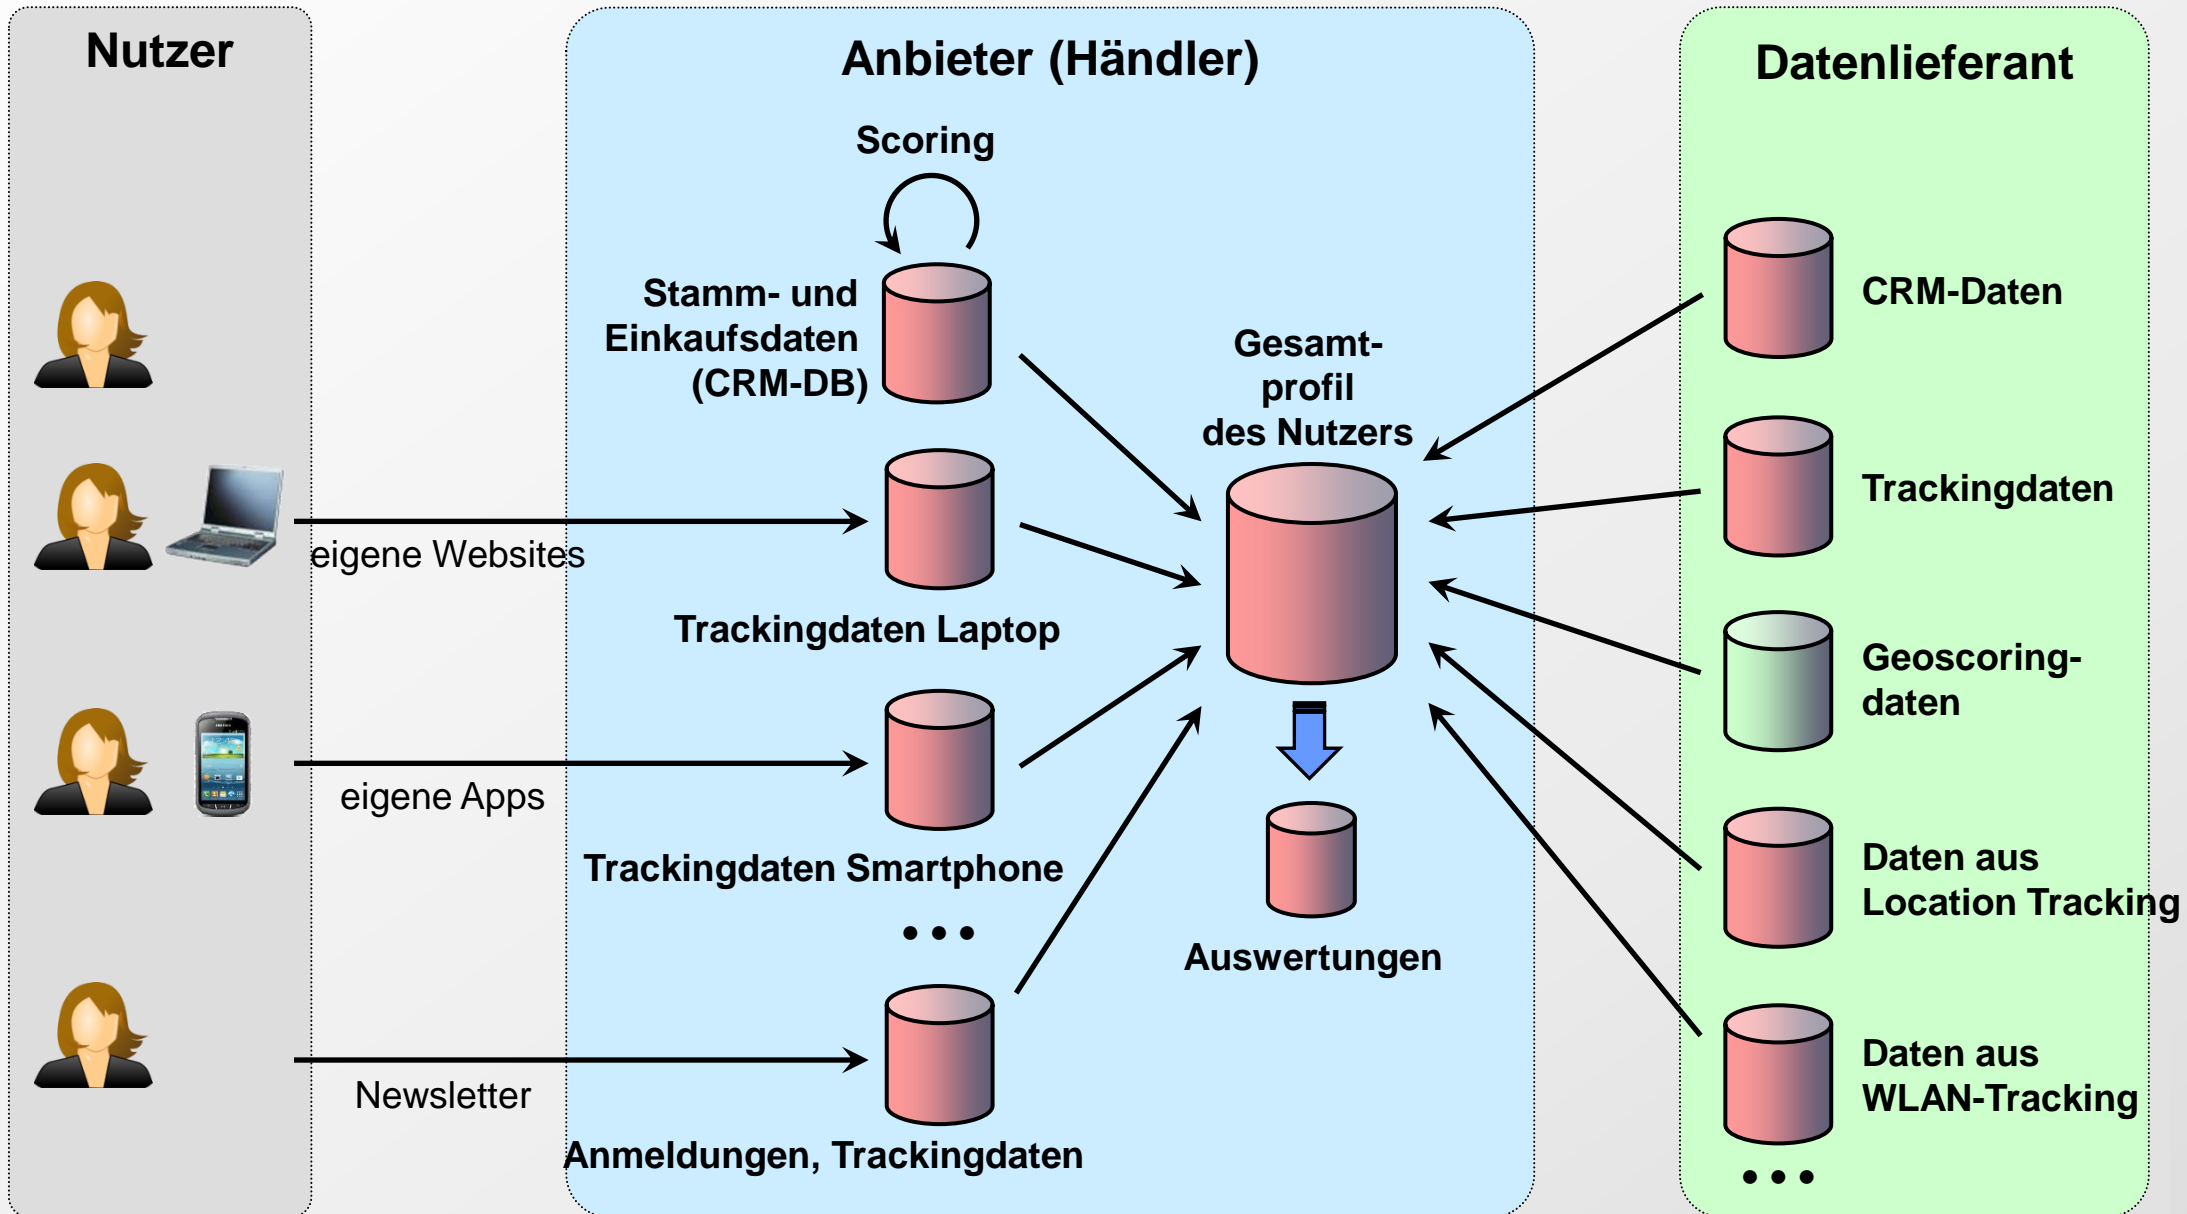 Nutzer
Anbieter (Händler)
Datenlieferant
Scoring
Stamm- und
Einkaufsdaten
(CRM-DB)
Gesamt-
profil
des Nutzers
CRM-Daten
Trackingdaten
eigene Websites
Trackingdaten Laptop
Geoscoring-
daten
eigene Apps
Trackingdaten Smartphone
•••
Daten aus
Location Tracking
Auswertungen
Newsletter
Anmeldungen, Trackingdaten
Daten aus
WLAN-Tracking
•••